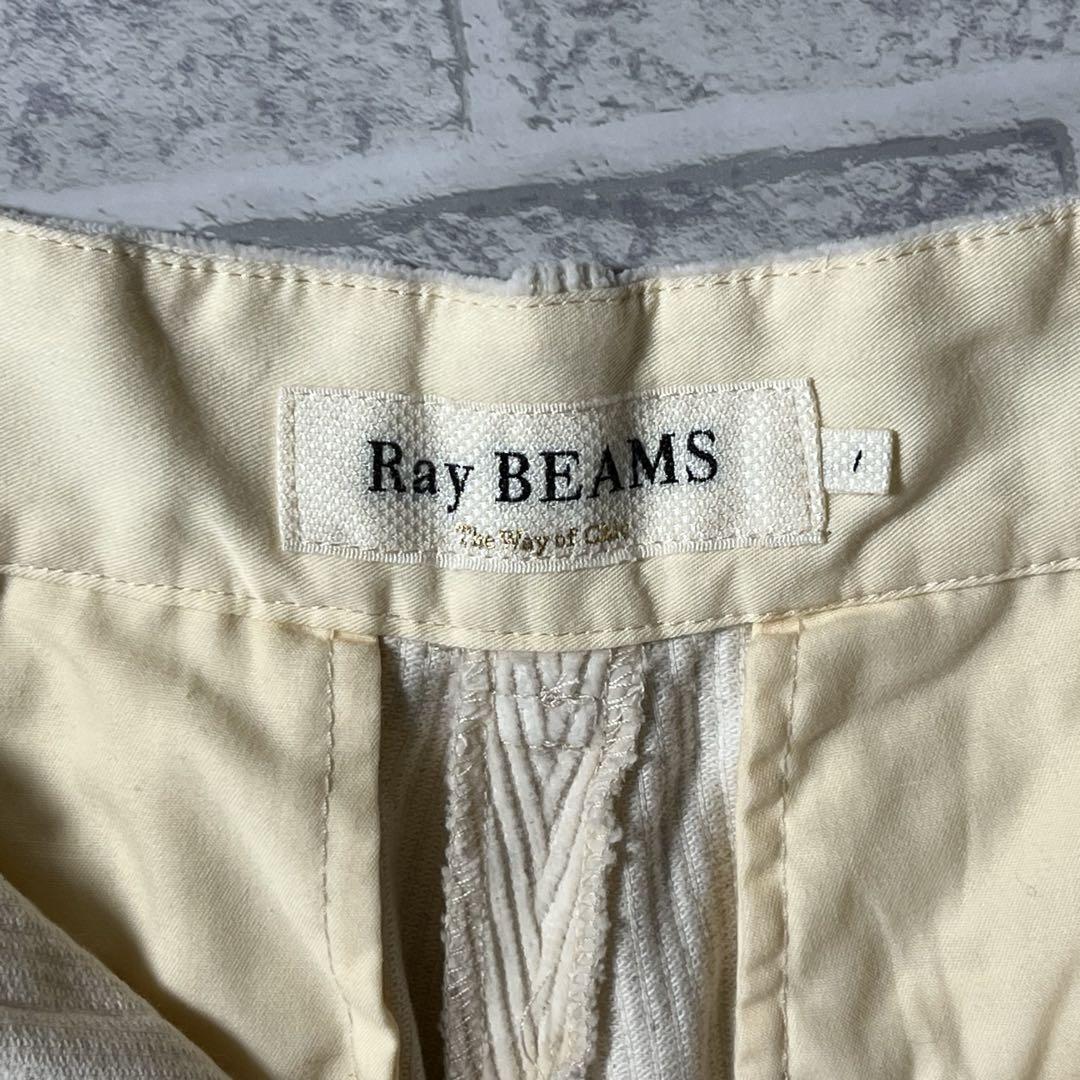 Ray BEAMS
1
The Way of